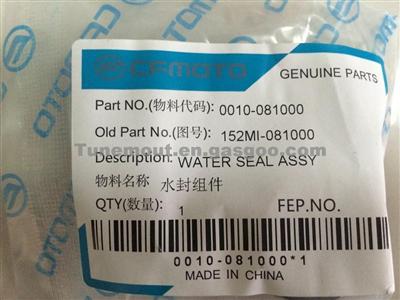 CFMOTO
GENUINE PARTS
Part NO.(物料代码): 0010-081000
Old Part No.(图号): 152MI-081000
Tunemout.en.gasgoo.com
Description: WATER SEAL ASSY
物料名称 水封组件
QTY(数量): 1 FEP.NO.
0010-081000*1
MADE IN CHINA